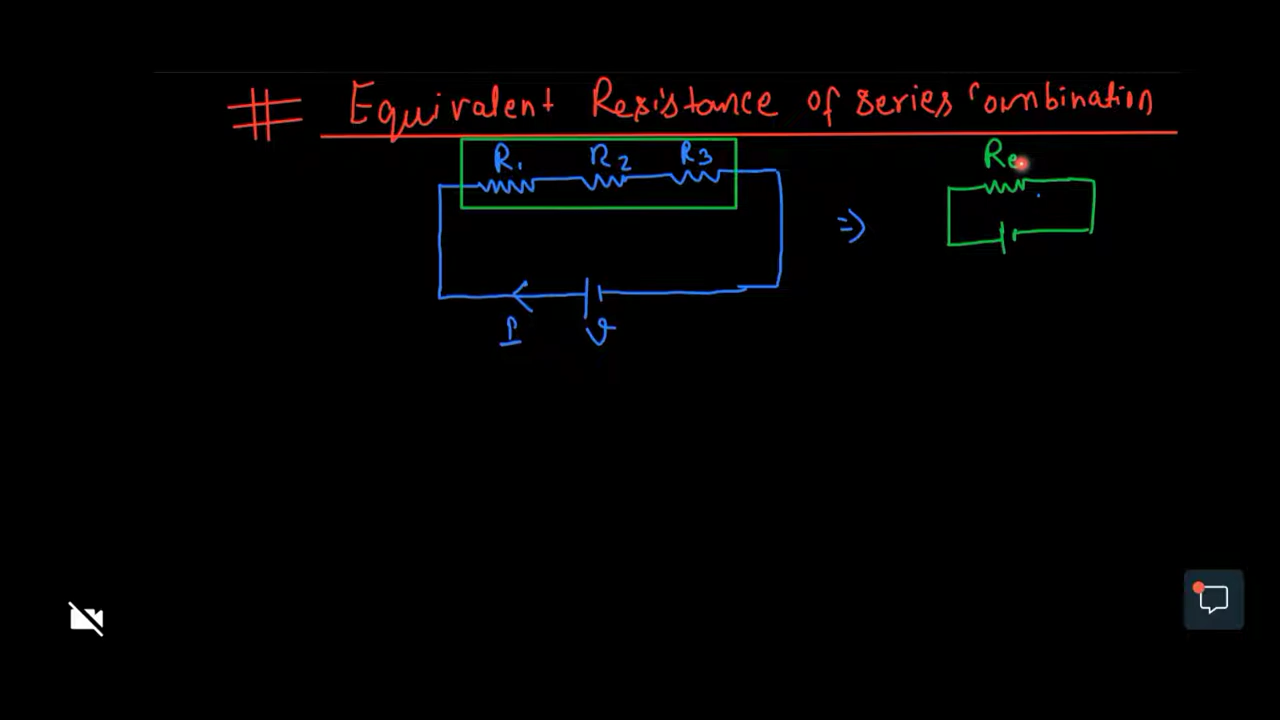 # Equivalent Resistance of series Combination
R1 R2 R3
Re
⇒
I V